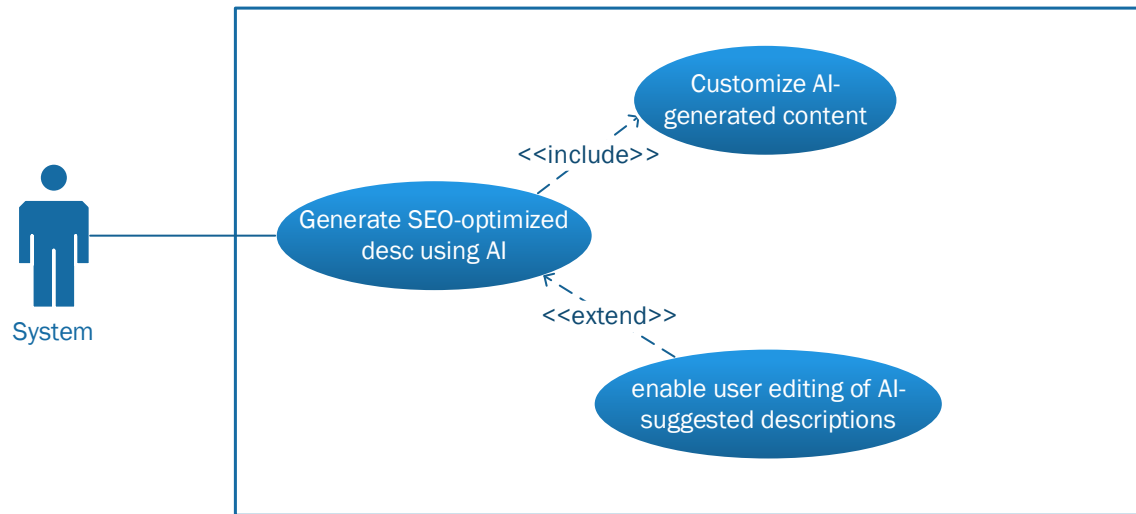 Customize AI-
generated content
<<include>>
Generate SEO-optimized
desc using AI
System
<<extend>>
enable user editing of AI-
suggested descriptions